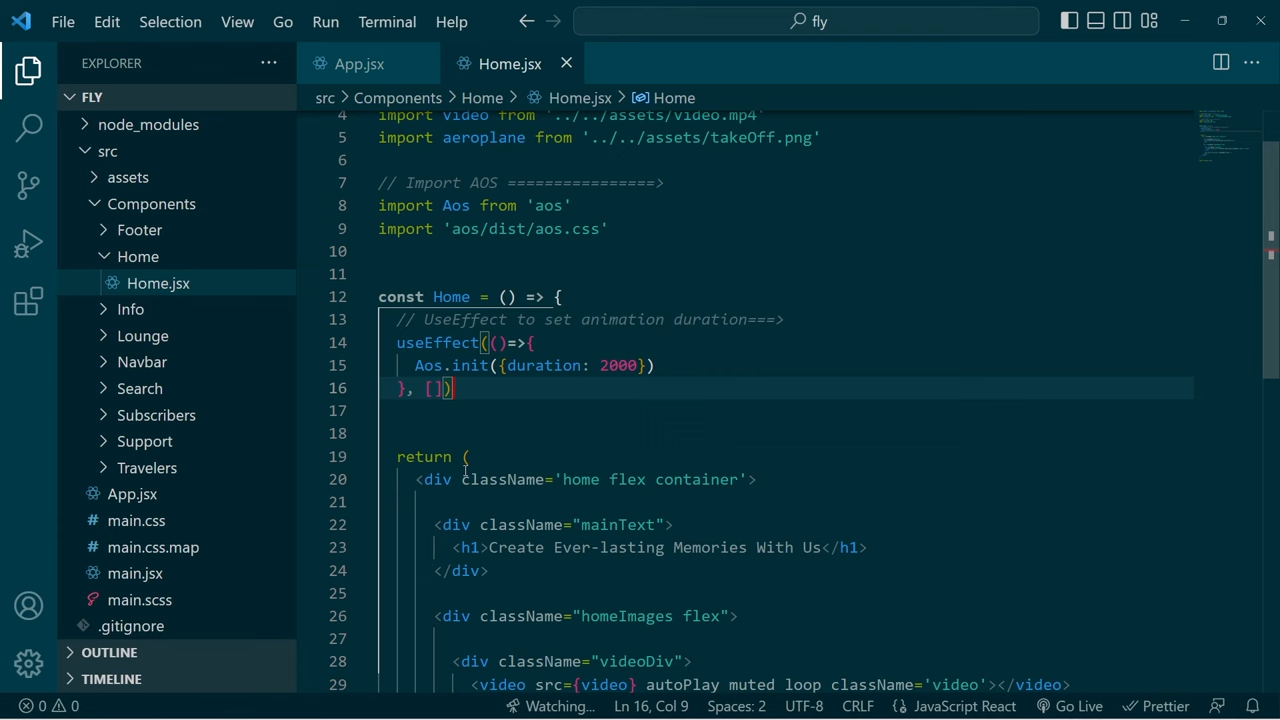 File Edit Selection View Go Run Terminal Help
fly
EXPLORER
App.jsx
Home.jsx
FLY
src > Components > Home > Home.jsx > Home
node_modules
src
assets
Components
Footer
Home
Home.jsx
Info
Lounge
Navbar
Search
Subscribers
Support
Travelers
App.jsx
main.css
main.css.map
main.jsx
main.scss
.gitignore
OUTLINE
TIMELINE
4 import video from '../../assets/video.mp4'
5 import aeroplane from '../../assets/takeOff.png'
6
7 // Import AOS ================>
8 import Aos from 'aos'
9 import 'aos/dist/aos.css'
10
11
12 const Home = () => {
13 // UseEffect to set animation duration===>
14 useEffect(()=>{
15 Aos.init({duration: 2000})
16 }, [])
17
18
19 return (
20 <div className='home flex container'>
21
22 <div className="mainText">
23 <h1>Create Ever-lasting Memories With Us</h1>
24 </div>
25
26 <div className="homeImages flex">
27
28 <div className="videoDiv">
29 <video src={video} autoPlay muted loop className='video'></video>
0 0 Watching... Ln 16, Col 9 Spaces: 2 UTF-8 CRLF JavaScript React Go Live Prettier